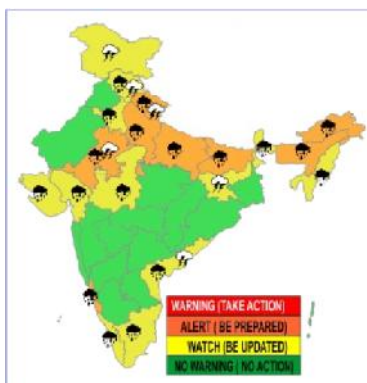 WARNING (TAKE ACTION)
ALERT ( BE PREPARED)
WATCH (BE UPDATED)
NO WARNING ( NO ACTION)